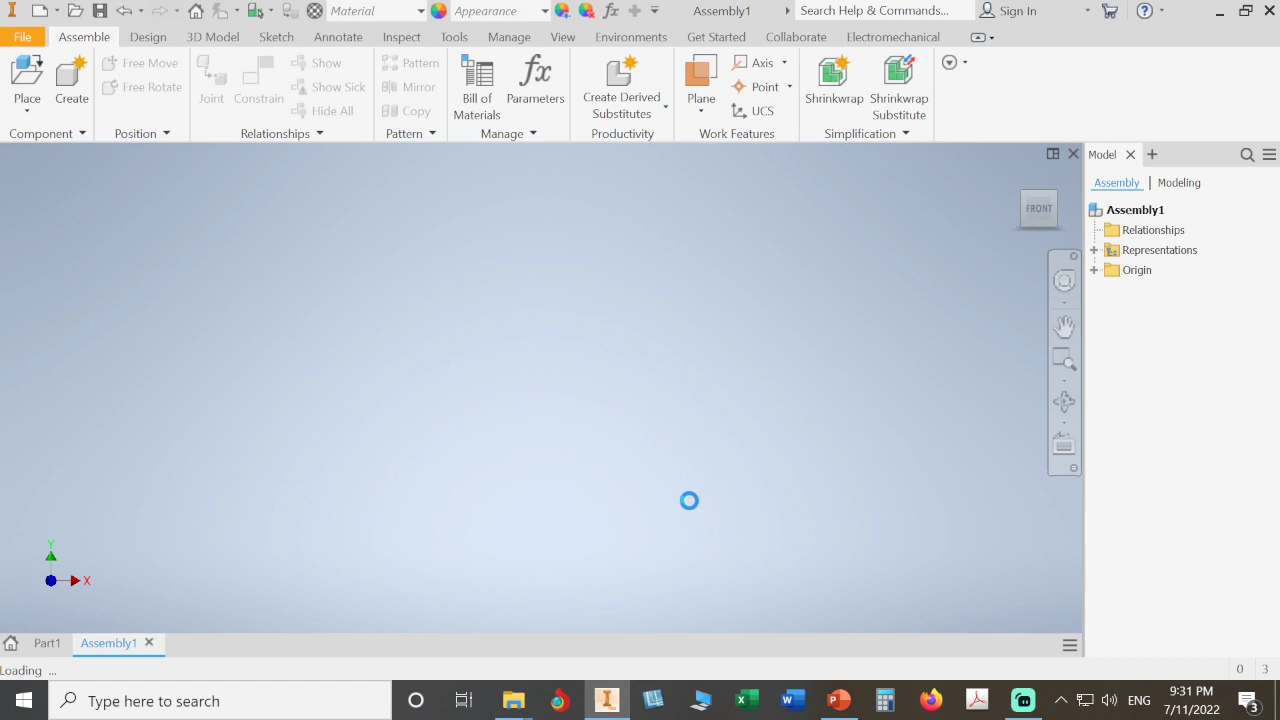 Material
Appearance
Assembly1
Search Help & Commands...
Sign In
File
Assemble
Design
3D Model
Sketch
Annotate
Inspect
Tools
Manage
View
Environments
Get Started
Collaborate
Electromechanical
Place
Create
Free Move
Free Rotate
Joint
Constrain
Show
Show Sick
Hide All
Pattern
Mirror
Copy
Bill of
Materials
fx
Parameters
Create Derived
Substitutes
Plane
Axis
Point
UCS
Shrinkwrap
Shrinkwrap
Substitute
Component
Position
Relationships
Pattern
Manage
Productivity
Work Features
Simplification
Model
Assembly
Modeling
Assembly1
Relationships
Representations
Origin
FRONT
Y
X
Part1
Assembly1
Loading ...
0
3
Type here to search
ENG
9:31 PM
7/11/2022
3